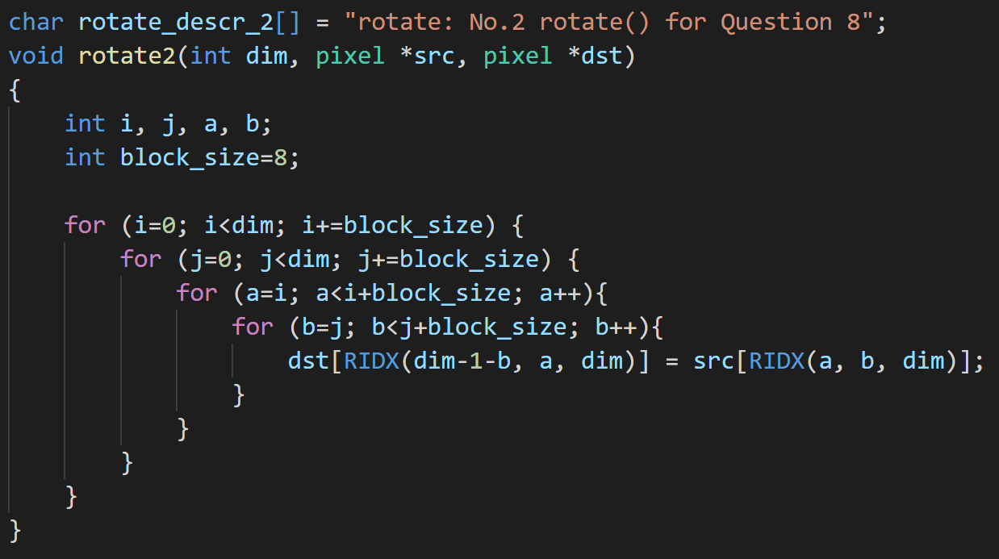 char rotate_descr_2[] = "rotate: No.2 rotate() for Question 8";
void rotate2(int dim, pixel *src, pixel *dst)
{
    int i, j, a, b;
    int block_size=8;

    for (i=0; i<dim; i+=block_size) {
        for (j=0; j<dim; j+=block_size) {
            for (a=i; a<i+block_size; a++){
                for (b=j; b<j+block_size; b++){
                    dst[RIDX(dim-1-b, a, dim)] = src[RIDX(a, b, dim)];
                }
            }
        }
    }
}